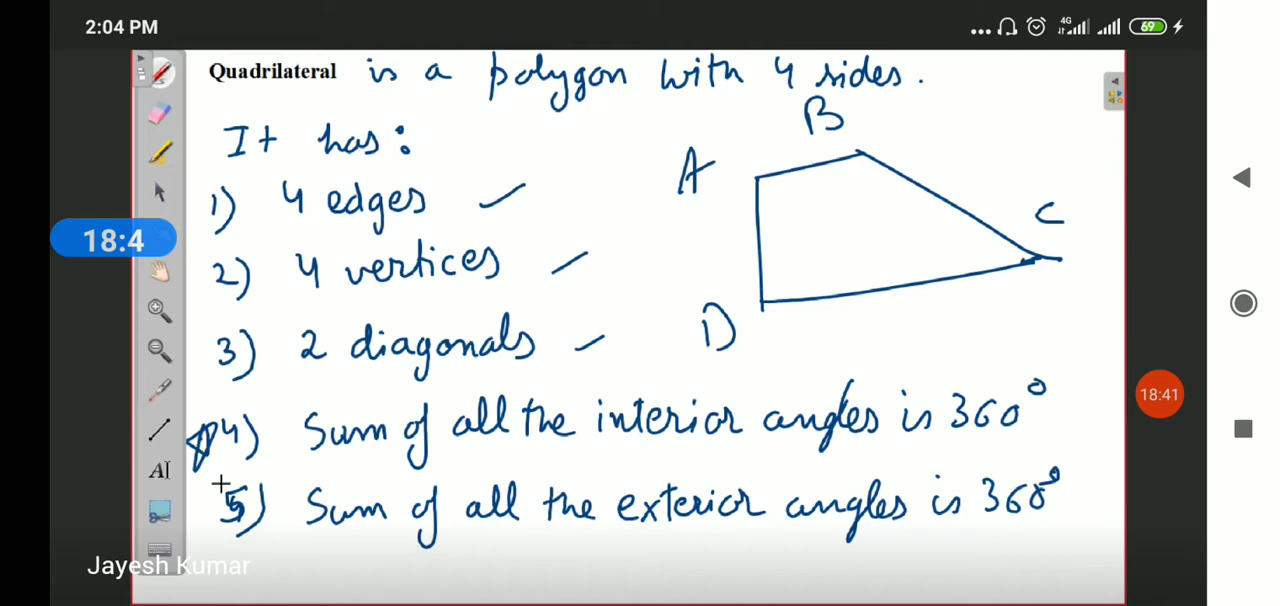 2:04 PM
4G
69
Quadrilateral is a polygon with 4 sides.
It has:
1) 4 edges
2) 4 vertices
3) 2 diagonals
4) Sum of all the interior angles is 360°
5) Sum of all the exterior angles is 360°
A
B
C
D
18:4
18:41
AI
Jayesh Kumar